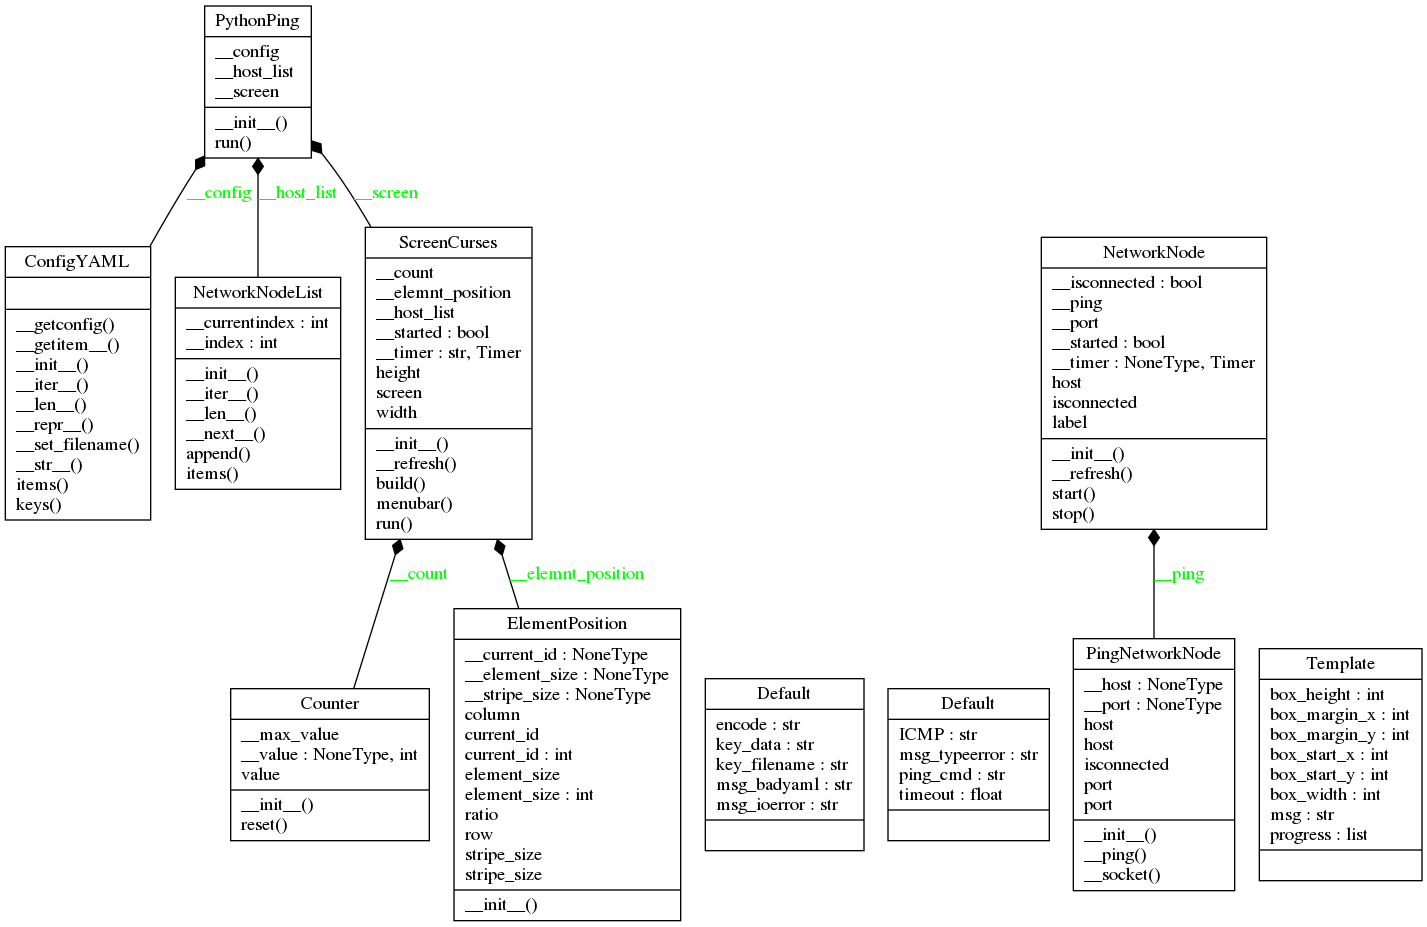 PythonPing
__config
__host_list
__screen
__init__()
run()
__config
__host_list
__screen
ConfigYAML
__getconfig()
__getitem__()
__init__()
__iter__()
__len__()
__repr__()
__set_filename()
__str__()
items()
keys()
NetworkNodeList
__currentindex : int
__index : int
__init__()
__iter__()
__len__()
__next__()
append()
items()
ScreenCurses
__count
__elemnt_position
__host_list
__started : bool
__timer : str, Timer
height
screen
width
__init__()
__refresh()
build()
menubar()
run()
NetworkNode
__isconnected : bool
__ping
__port
__started : bool
__timer : NoneType, Timer
host
isconnected
label
__init__()
__refresh()
start()
stop()
__count
__elemnt_position
__ping
Counter
__max_value
__value : NoneType, int
value
__init__()
reset()
ElementPosition
__current_id : NoneType
__element_size : NoneType
__stripe_size : NoneType
column
current_id
current_id : int
element_size
element_size : int
ratio
row
stripe_size
stripe_size
__init__()
Default
encode : str
key_data : str
key_filename : str
msg_badyaml : str
msg_ioerror : str
Default
ICMP : str
msg_typeerror : str
ping_cmd : str
timeout : float
PingNetworkNode
__host : NoneType
__port : NoneType
host
host
isconnected
port
port
__init__()
__ping()
__socket()
Template
box_height : int
box_margin_x : int
box_margin_y : int
box_start_x : int
box_start_y : int
box_width : int
msg : str
progress : list